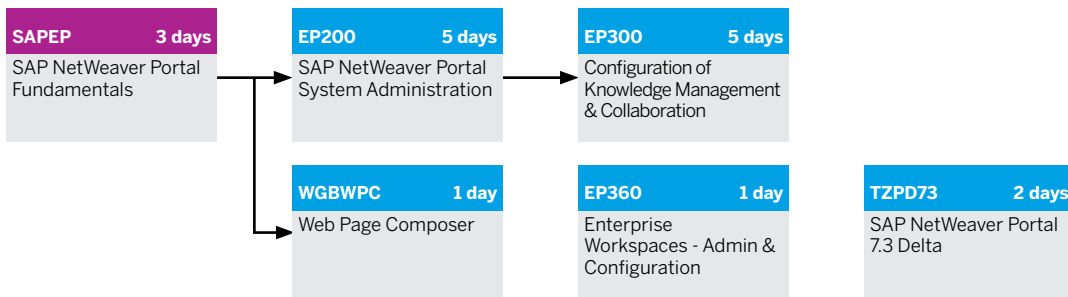 SAPEP 3 days
SAP NetWeaver Portal
Fundamentals
EP200 5 days
SAP NetWeaver Portal
System Administration
EP300 5 days
Configuration of
Knowledge Management
& Collaboration
WGBWPC 1 day
Web Page Composer
EP360 1 day
Enterprise
Workspaces - Admin &
Configuration
TZPD73 2 days
SAP NetWeaver Portal
7.3 Delta